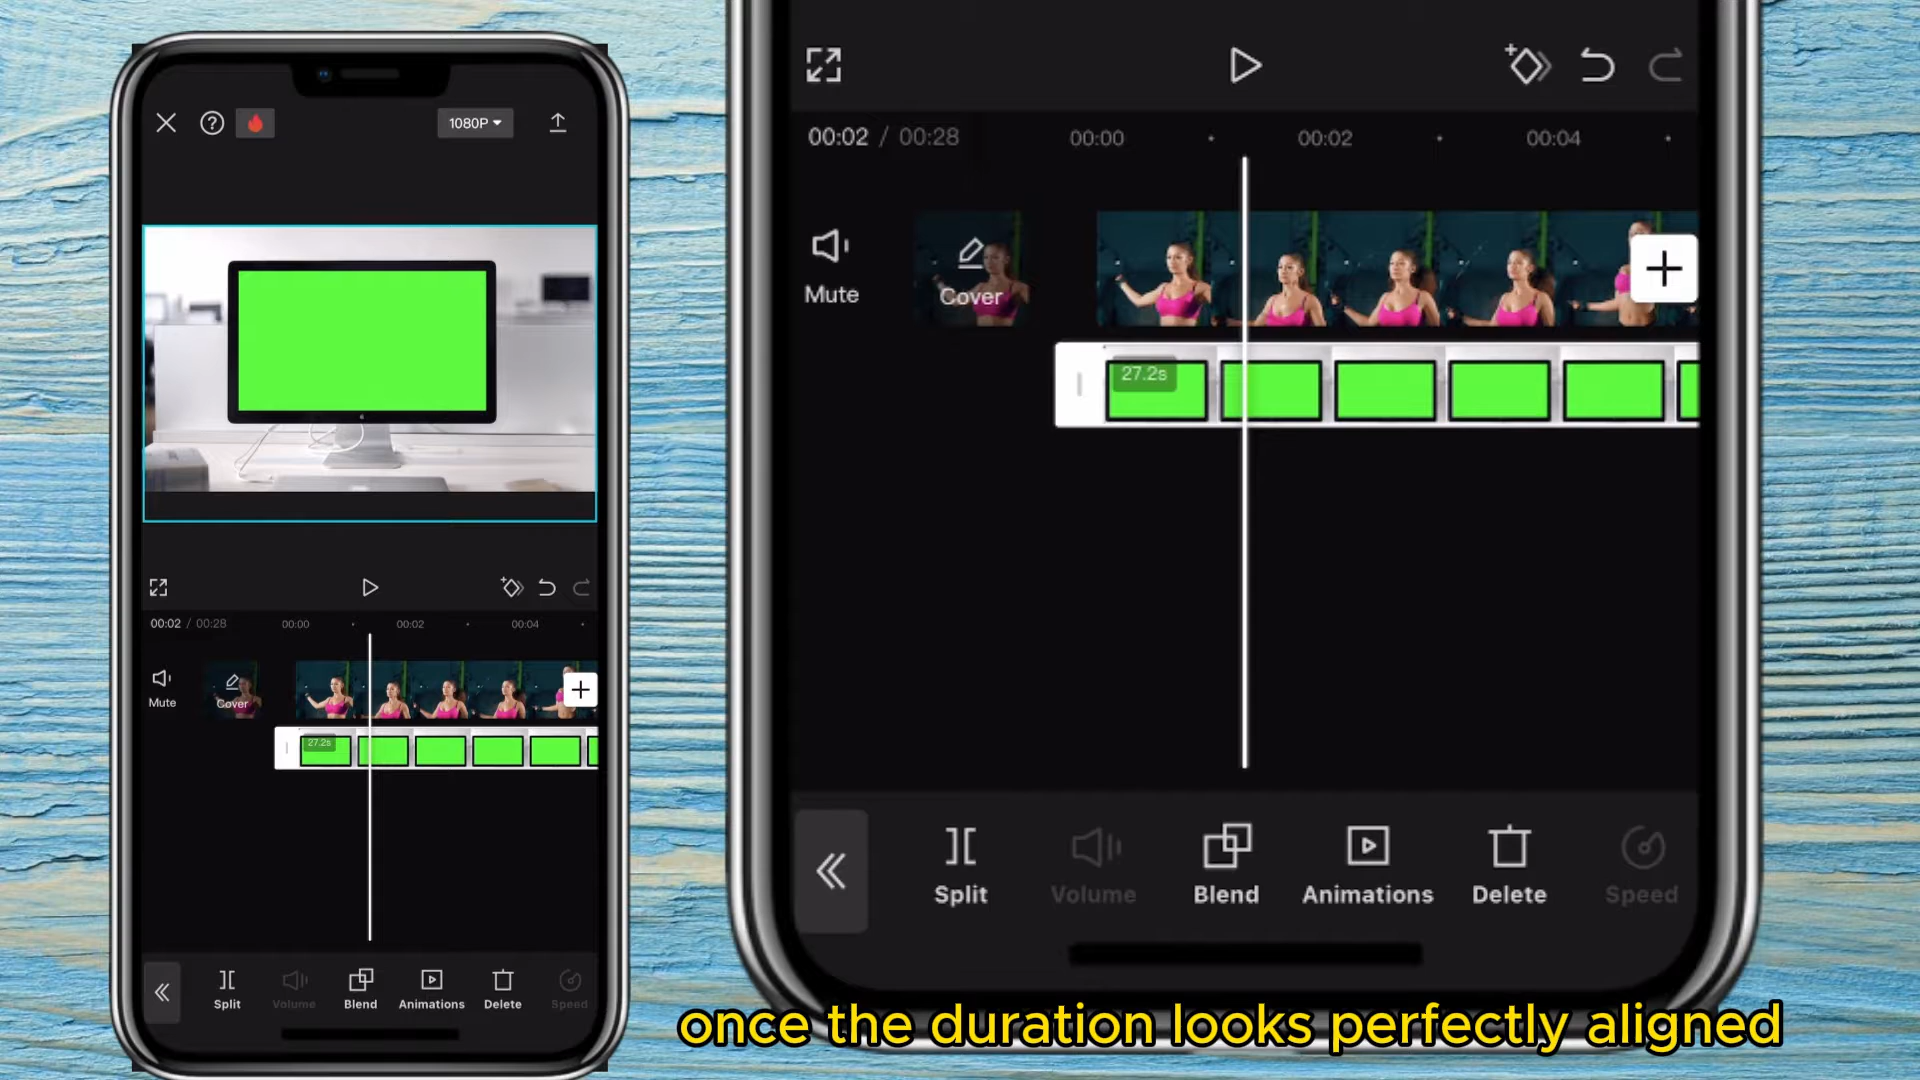 1080P
00:02 / 00:28
00:00
00:02
00:04
Mute
Cover
27.2s
Split
Volume
Blend
Animations
Delete
Speed
00:02 / 00:28
00:00
00:02
00:04
Mute
Cover
27.2s
Split
Volume
Blend
Animations
Delete
Speed
once the duration looks perfectly aligned